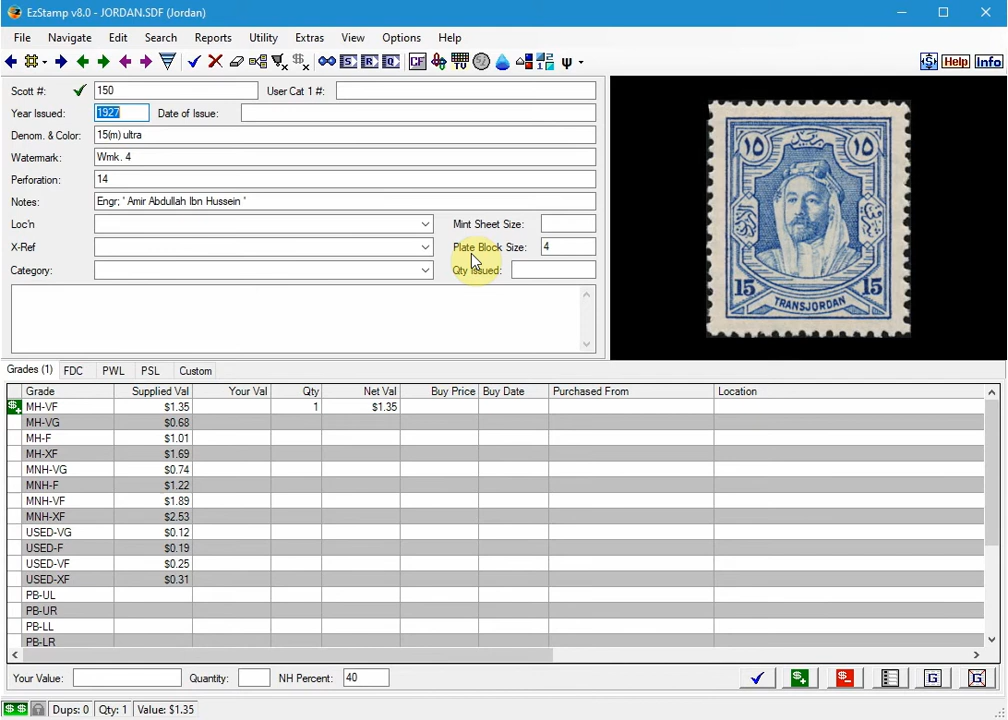 EzStamp v8.0 - JORDAN.SDF (Jordan)
File Navigate Edit Search Reports Utility Extras View Options Help
S R Q CF TV $ Help Info
Scott #: 150 User Cat 1 #:
Year Issued: 1927 Date of Issue:
Denom. & Color: 15(m) ultra
Watermark: Wmk. 4
Perforation: 14
Notes: Engr; ' Amir Abdullah Ibn Hussein '
Loc'n Mint Sheet Size:
X-Ref Plate Block Size: 4
Category: Qty Issued:
١٥ ١٥
15 15
TRANSJORDAN
Grades (1) FDC PWL PSL Custom
Grade Supplied Val Your Val Qty Net Val Buy Price Buy Date Purchased From Location
MH-VF $1.35 1 $1.35
MH-VG $0.68
MH-F $1.01
MH-XF $1.69
MNH-VG $0.74
MNH-F $1.22
MNH-VF $1.89
MNH-XF $2.53
USED-VG $0.12
USED-F $0.19
USED-VF $0.25
USED-XF $0.31
PB-UL
PB-UR
PB-LL
PB-LR
Your Value: Quantity: NH Percent: 40
$ $ Dups: 0 Qty: 1 Value: $1.35